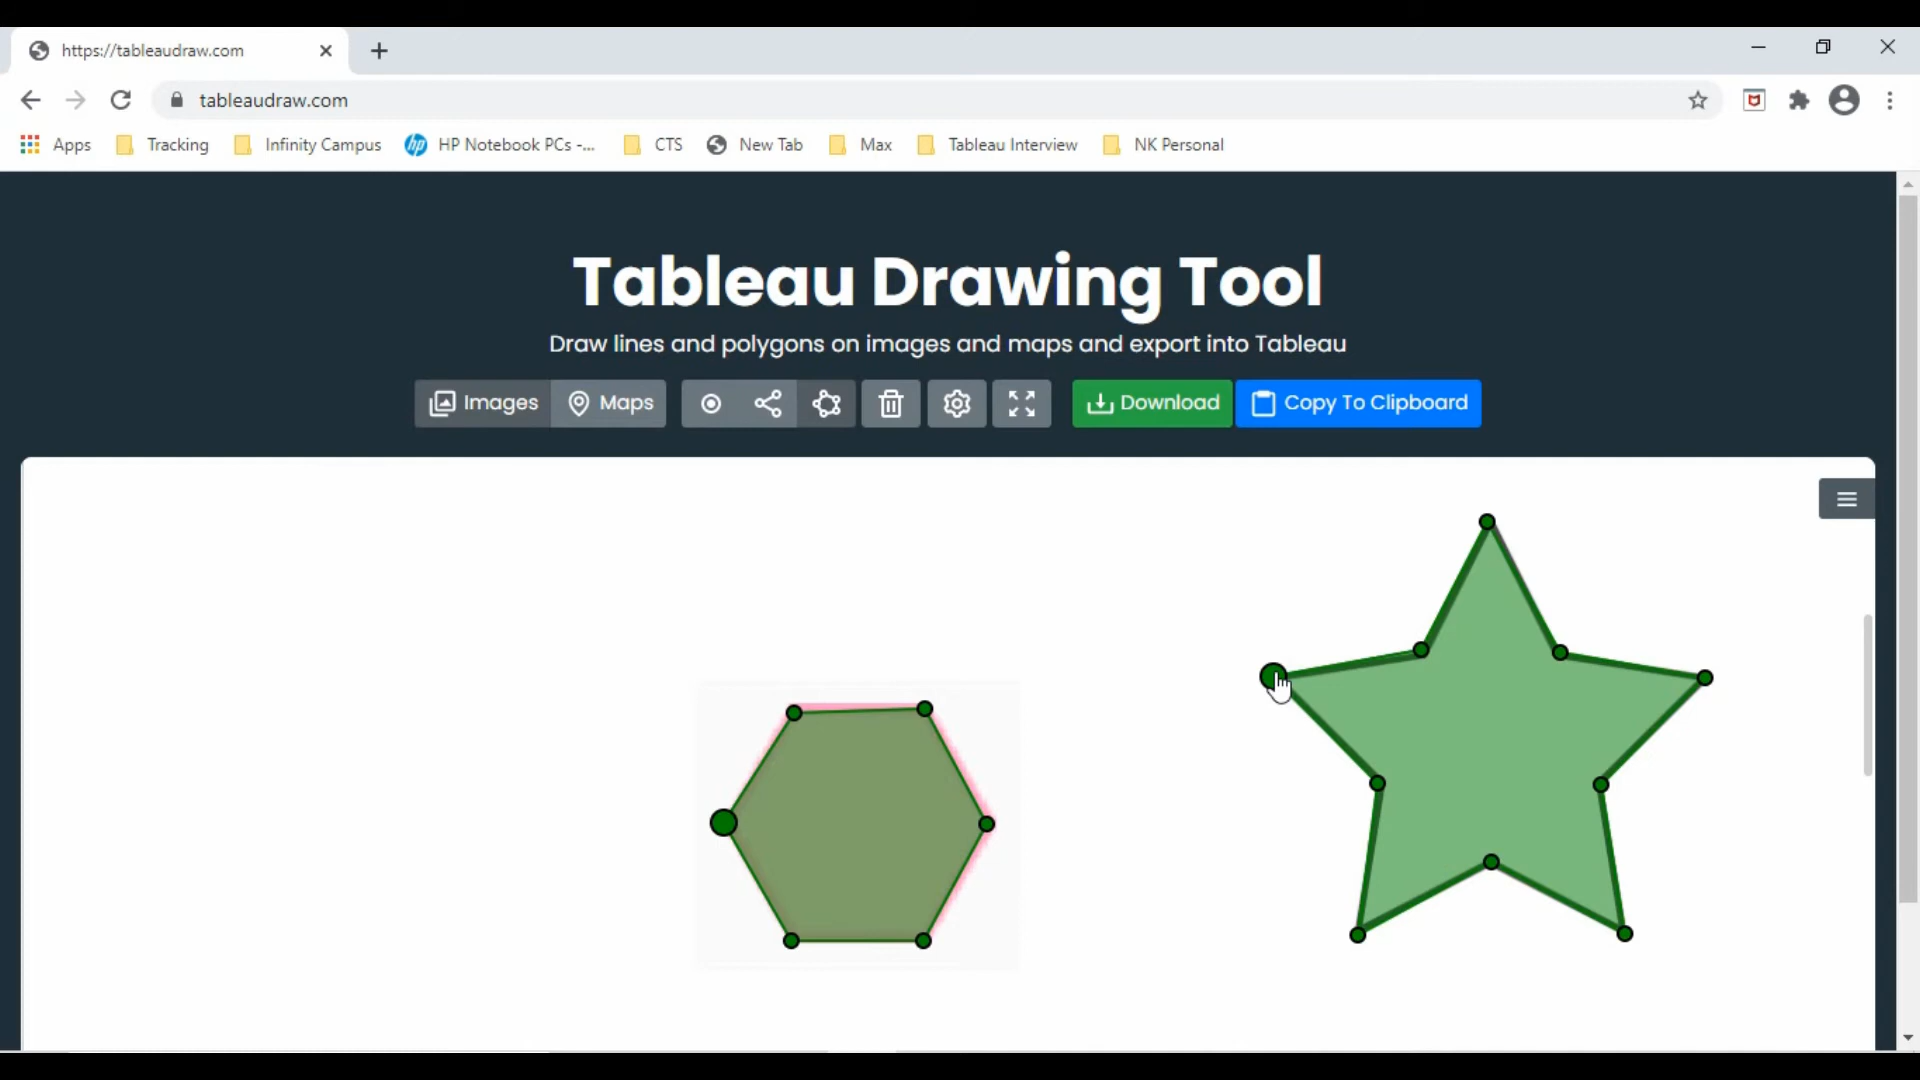 https://tableaudraw.com
tableaudraw.com
Apps Tracking Infinity Campus HP Notebook PCs -... CTS New Tab Max Tableau Interview NK Personal
Tableau Drawing Tool
Draw lines and polygons on images and maps and export into Tableau
Images Maps Download Copy To Clipboard